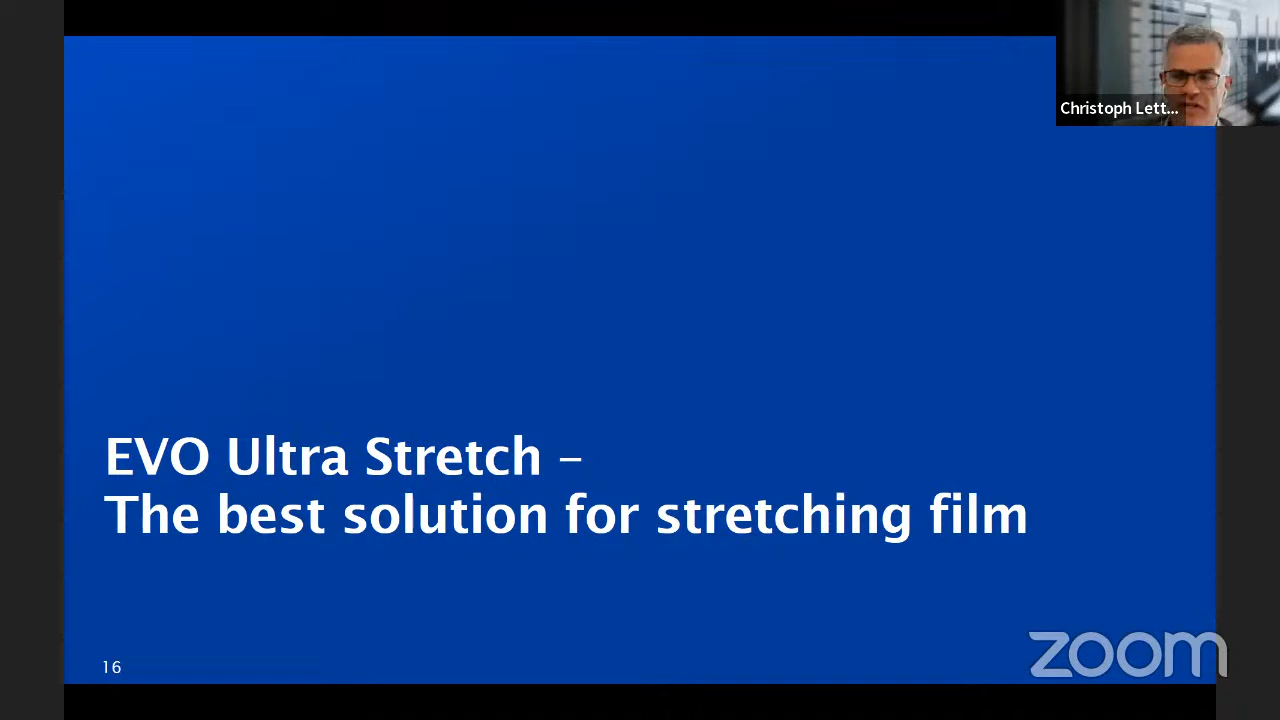 Christoph Lett...
EVO Ultra Stretch –
The best solution for stretching film
16
zoom